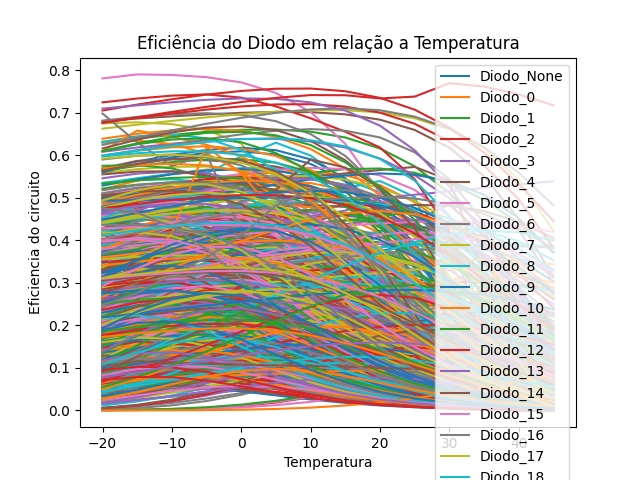 Eficiência do Diodo em relação a Temperatura
Eficiencia do circuito
0.8
0.7
0.6
0.5
0.4
0.3
0.2
0.1
0.0
−20
−10
0
10
20
30
40
Temperatura
Diodo_None
Diodo_0
Diodo_1
Diodo_2
Diodo_3
Diodo_4
Diodo_5
Diodo_6
Diodo_7
Diodo_8
Diodo_9
Diodo_10
Diodo_11
Diodo_12
Diodo_13
Diodo_14
Diodo_15
Diodo_16
Diodo_17
Diodo_18